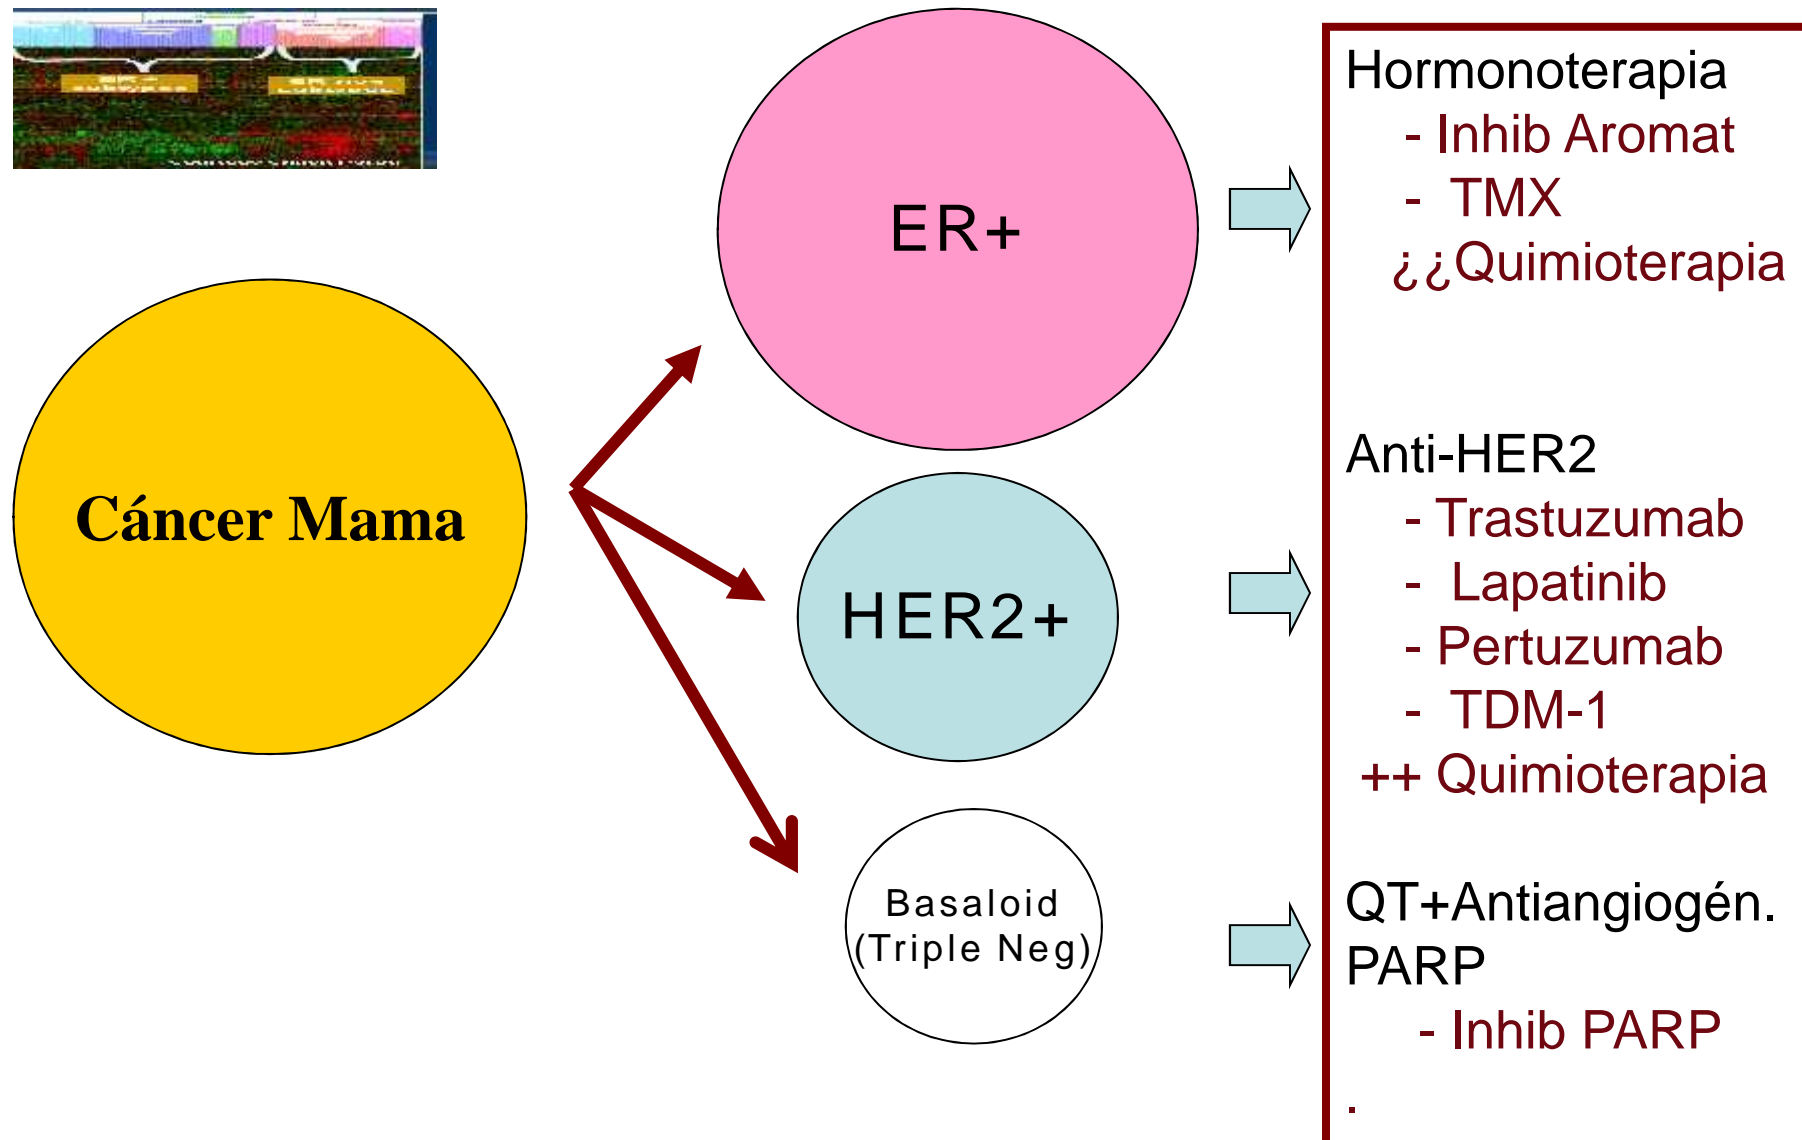 Cáncer Mama
ER+
HER2+
Basaloid
(Triple Neg)
Hormonoterapia
- Inhib Aromat
- TMX
¿¿Quimioterapia
Anti-HER2
- Trastuzumab
- Lapatinib
- Pertuzumab
- TDM-1
++ Quimioterapia
QT+Antiangiogén.
PARP
- Inhib PARP
.